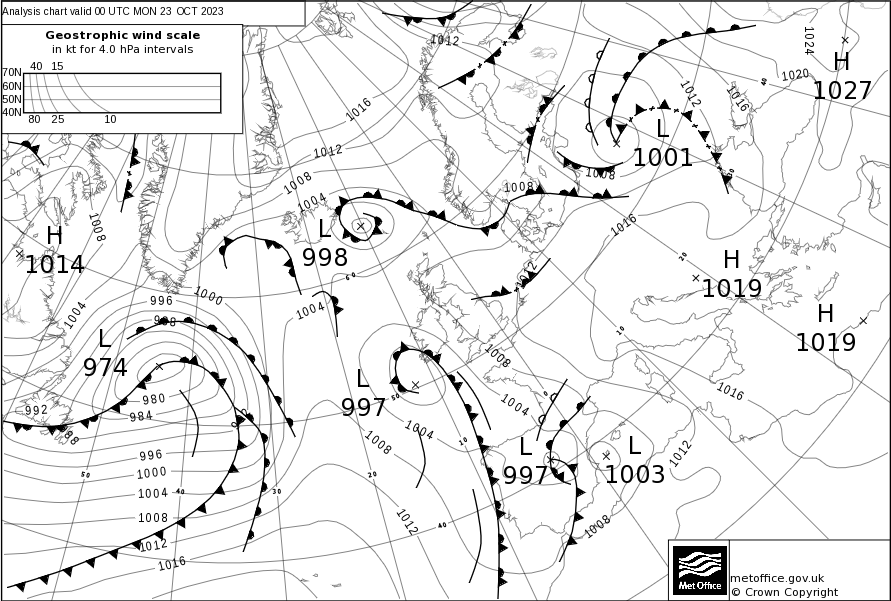 Analysis chart valid 00 UTC MON 23 OCT 2023
Geostrophic wind scale
in kt for 4.0 hPa intervals
40 15
70N
60N
50N
40N
80 25 10
1012
1024
1020
H
1027
40
1012
1016
1016
L
1001
1012
1008
1008
1008
1004
50
1016
L
998
H
1014
1008
20
H
1019
1012
60
996
1000
1004
1004
H
1019
988
L
974
10
1008
L
997
50
1016
980
984
992
1004
0
1004
988
1008
10
L
997
L
1003
1012
996
1000
50
20
1004
40
30
1008
1012
40
1008
1012
1016
metoffice.gov.uk
© Crown Copyright
Met Office